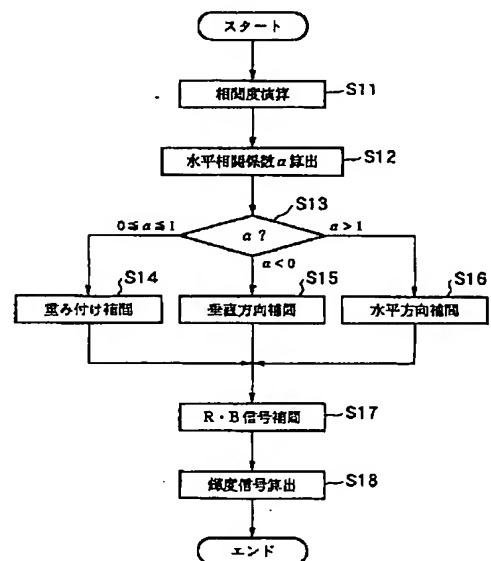 スタート
相関度演算
S11
水平相関係数α算出
S12
S13
0≦α≦1
α?
α>1
α<0
S14
S15
S16
重み付け補間
垂直方向補間
水平方向補間
R・B信号補間
S17
輝度信号算出
S18
エンド